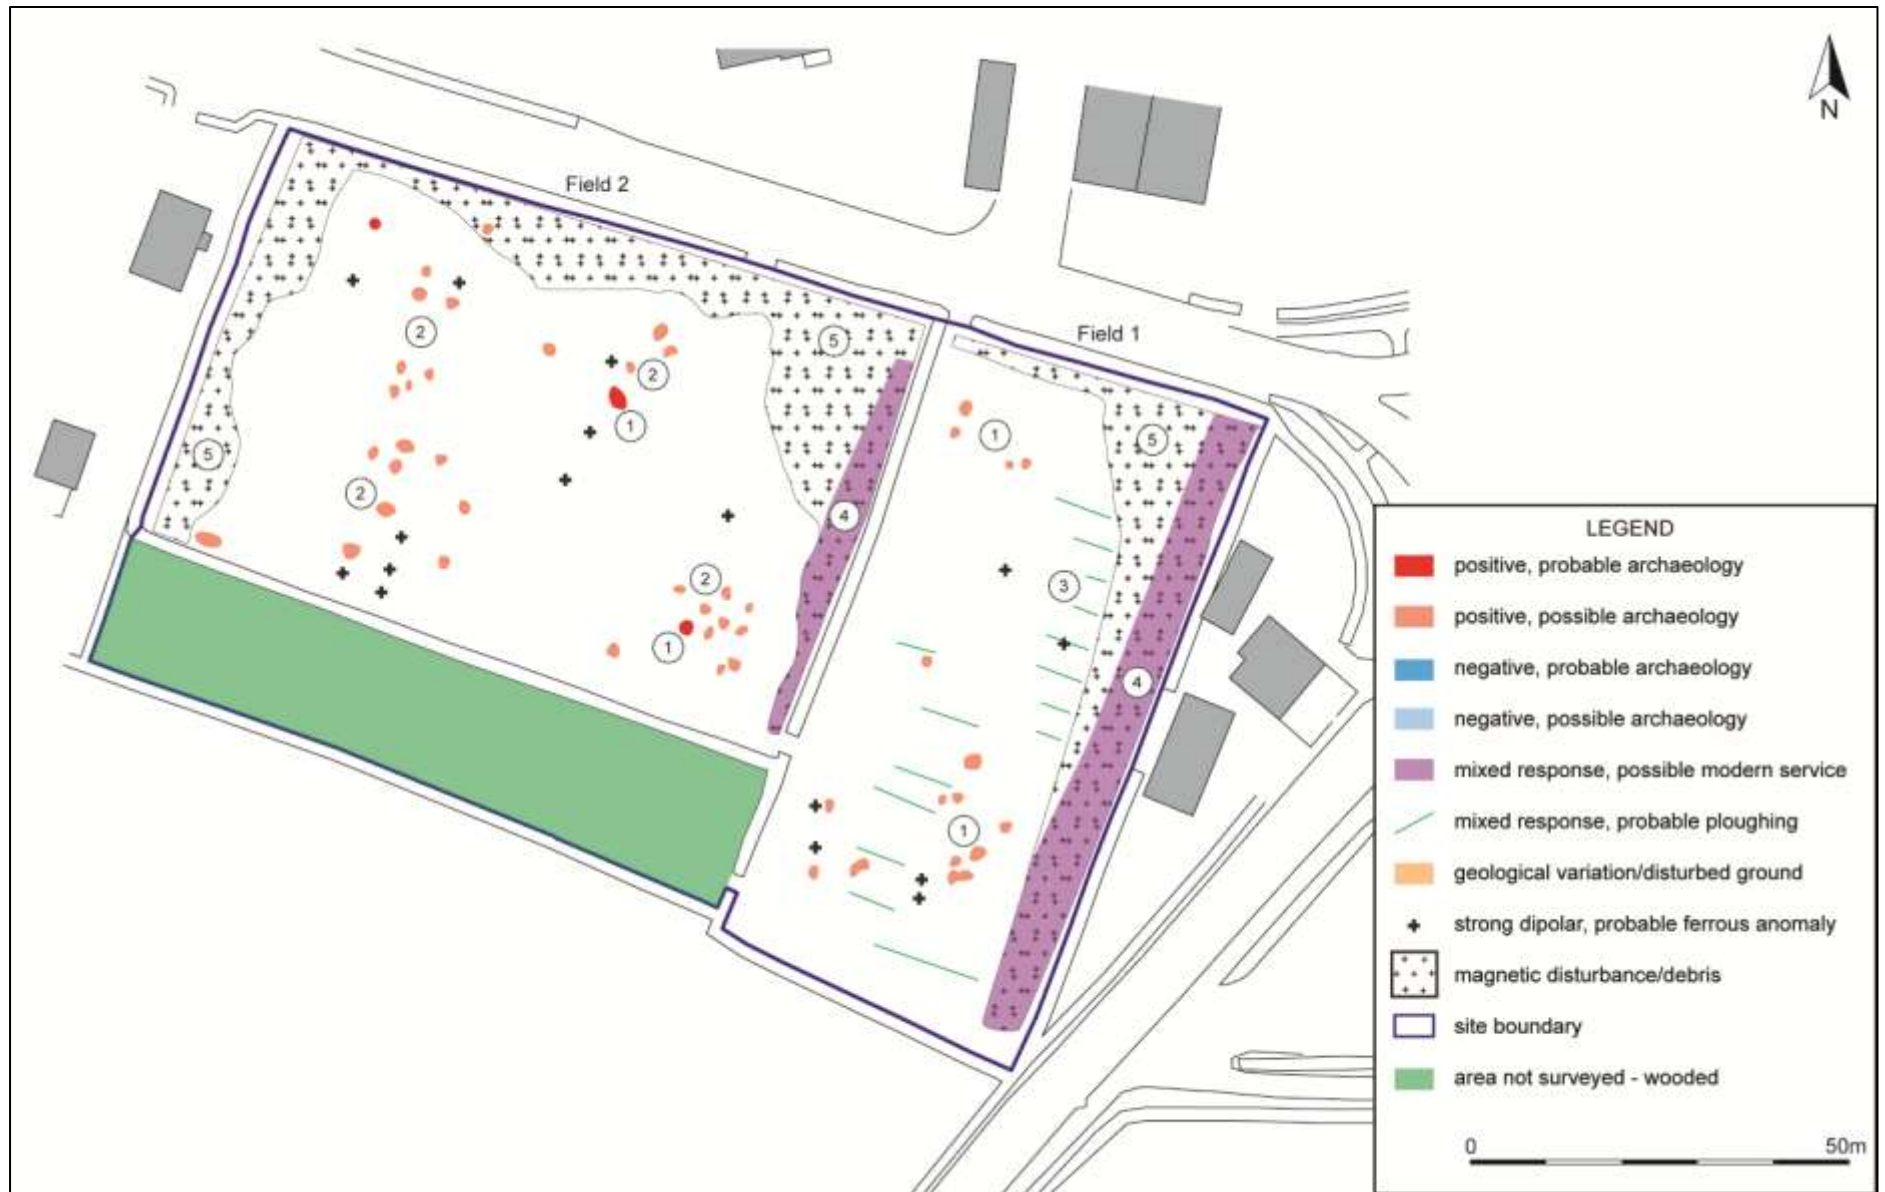 N
Field 2
Field 1
2
5
2
1
1
5
5
2
4
3
2
1
4
1
LEGEND
positive, probable archaeology
positive, possible archaeology
negative, probable archaeology
negative, possible archaeology
mixed response, possible modern service
mixed response, probable ploughing
geological variation/disturbed ground
strong dipolar, probable ferrous anomaly
magnetic disturbance/debris
site boundary
area not surveyed - wooded
0 50m